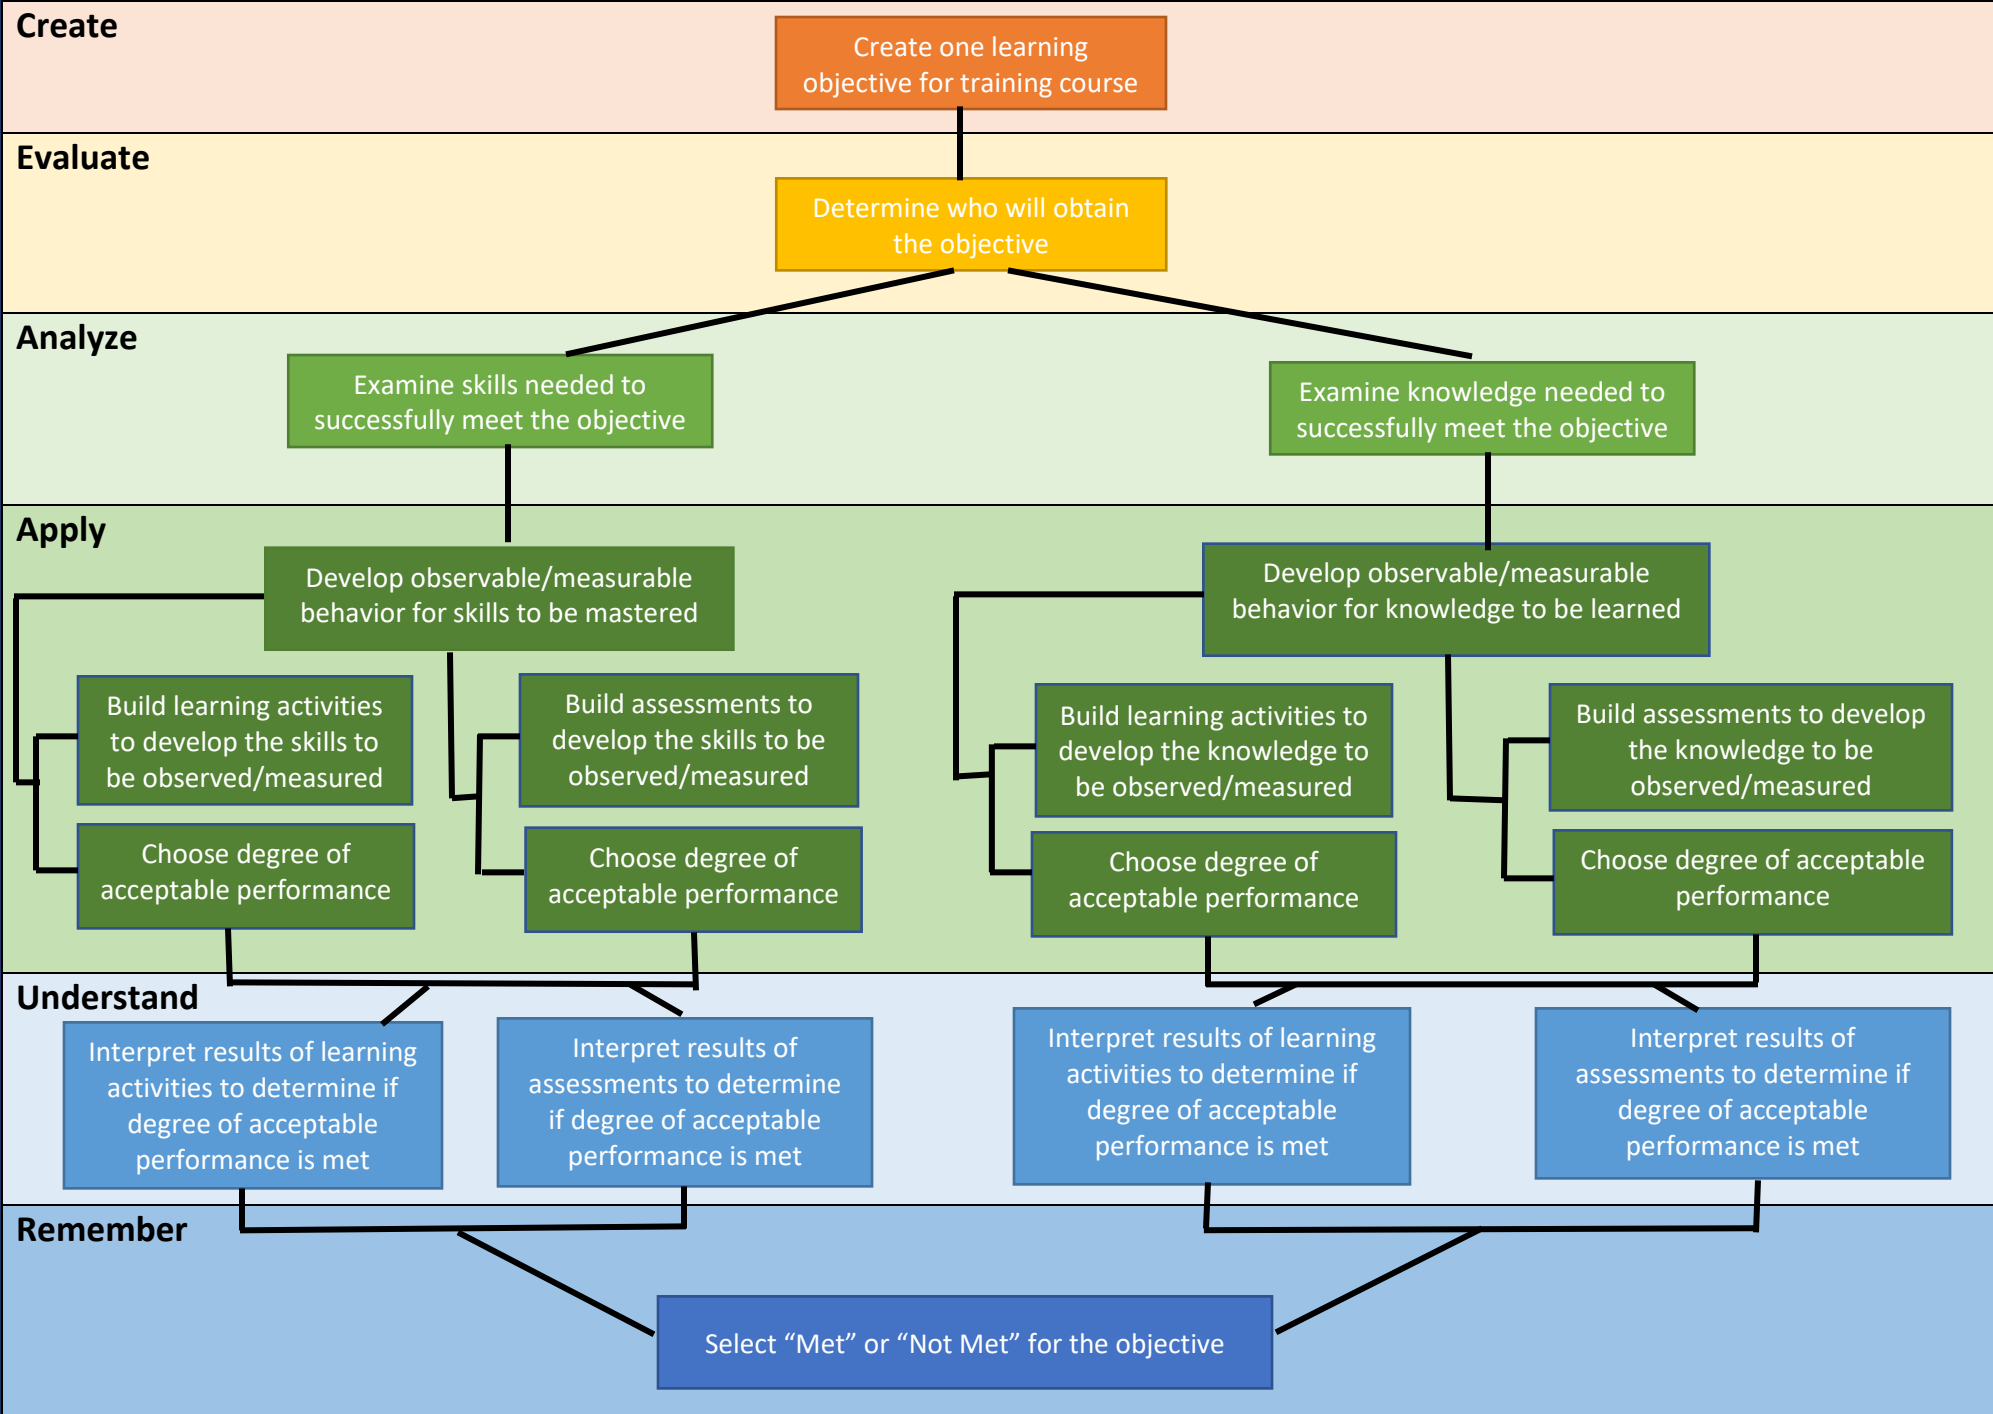 Create
Create one learning
objective for training course
Evaluate
Determine who will obtain
the objective
Analyze
Examine skills needed to
successfully meet the objective
Examine knowledge needed to
successfully meet the objective
Apply
Develop observable/measurable
behavior for skills to be mastered
Develop observable/measurable
behavior for knowledge to be learned
Build learning activities
to develop the skills to
be observed/measured
Build assessments to
develop the skills to be
observed/measured
Build learning activities to
develop the knowledge to
be observed/measured
Build assessments to develop
the knowledge to be
observed/measured
Choose degree of
acceptable performance
Choose degree of
acceptable performance
Choose degree of
acceptable performance
Choose degree of acceptable
performance
Understand
Interpret results of learning
activities to determine if
degree of acceptable
performance is met
Interpret results of
assessments to determine
if degree of acceptable
performance is met
Interpret results of learning
activities to determine if
degree of acceptable
performance is met
Interpret results of
assessments to determine if
degree of acceptable
performance is met
Remember
Select “Met” or “Not Met” for the objective